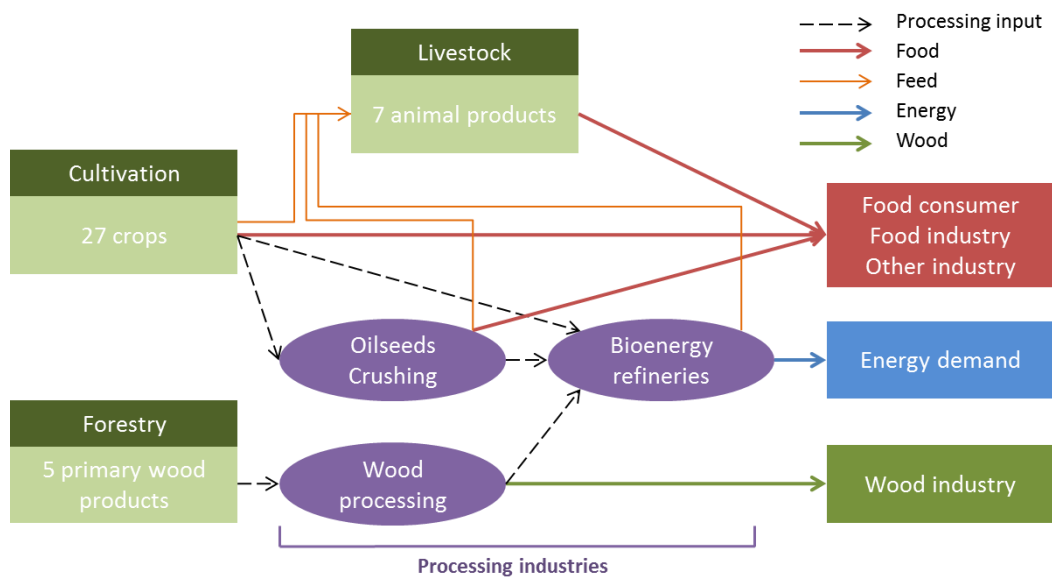 Processing input
Food
Feed
Energy
Wood
Livestock
7 animal products
Cultivation
27 crops
Food consumer
Food industry
Other industry
Oilseeds
Crushing
Bioenergy
refineries
Energy demand
Forestry
5 primary wood
products
Wood
processing
Wood industry
Processing industries